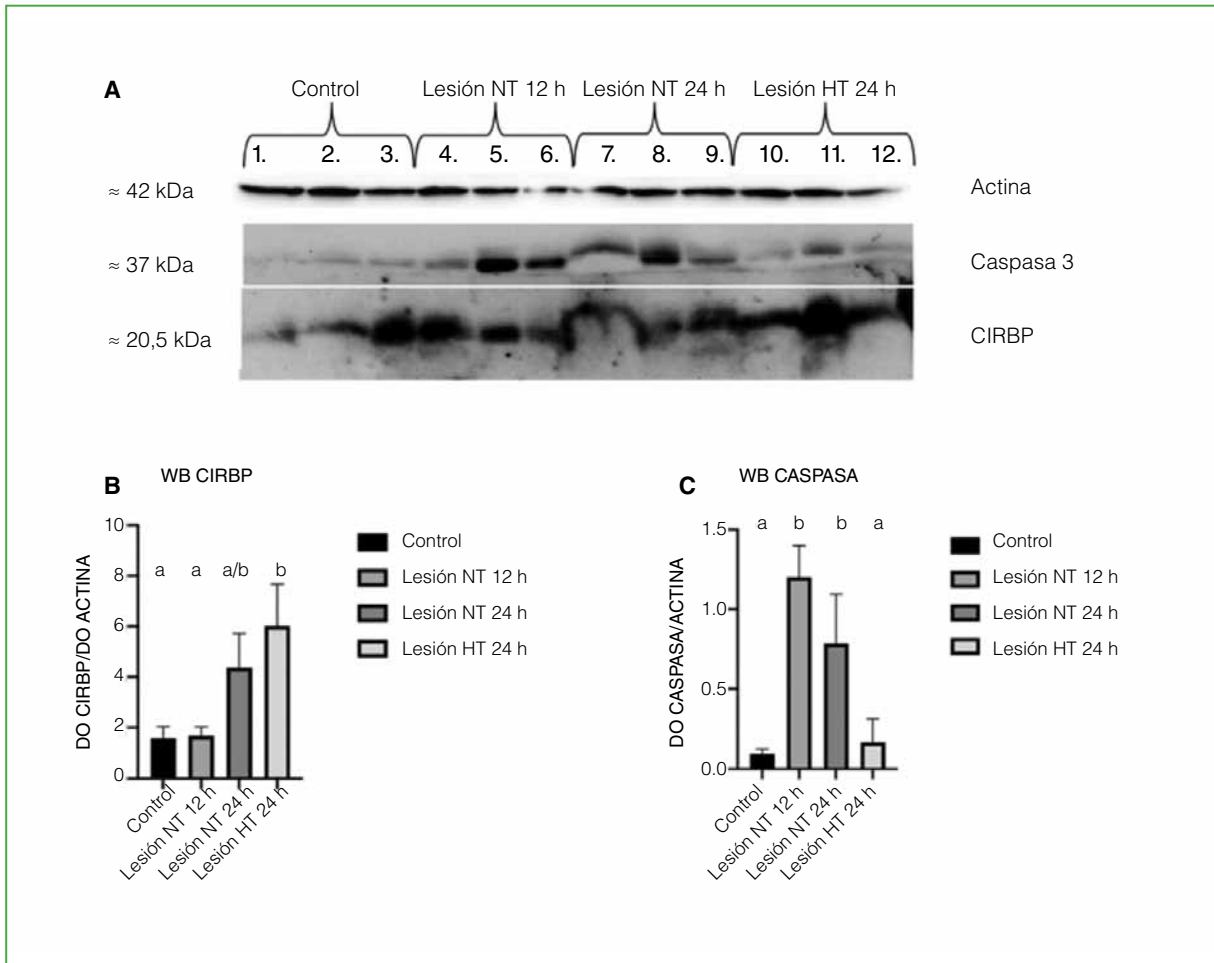 A
Control Lesión NT 12 h Lesión NT 24 h Lesión HT 24 h
1. 2. 3. 4. 5. 6. 7. 8. 9. 10. 11. 12.
≈ 42 kDa Actina
≈ 37 kDa Caspasa 3
≈ 20,5 kDa CIRBP
B WB CIRBP
DO CIRBP/DO ACTINA
10
8
6
4
2
0
a a a/b b
Control
Lesión NT 12 h
Lesión NT 24 h
Lesión HT 24 h
Control
Lesión NT 12 h
Lesión NT 24 h
Lesión HT 24 h
C WB CASPASA
DO CASPASA/ACTINA
1.5
1.0
0.5
0.0
a b b a
Control
Lesión NT 12 h
Lesión NT 24 h
Lesión HT 24 h
Control
Lesión NT 12 h
Lesión NT 24 h
Lesión HT 24 h